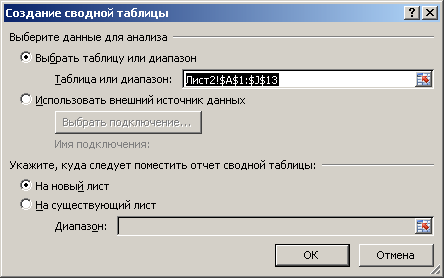 Создание сводной таблицы
Выберите данные для анализа
Выбрать таблицу или диапазон
Таблица или диапазон: Лист2!$A$1:$J$13
Использовать внешний источник данных
Выбрать подключение...
Имя подключения:
Укажите, куда следует поместить отчет сводной таблицы:
На новый лист
На существующий лист
Диапазон:
ОК Отмена